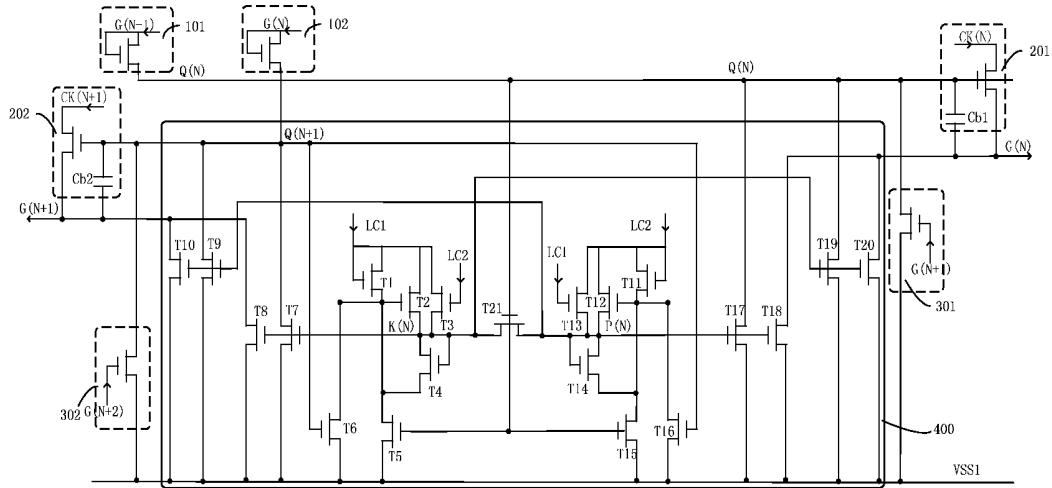 G(N-1)
101
G(N)
102
CK(N)
201
Q(N)
Q(N)
CK(N+1)
202
Q(N+1)
Cb1
G(N)
Cb2
G(N+1)
LC1
LC2
LC2
LC1
T10
T9
T1
T2
T3
T21
T12
T11
T13
T19
T20
G(N+1)
301
T8
T7
K(N)
P(N)
T17
T18
T4
T14
302
G(N+2)
T6
T5
T15
T16
400
VSS1